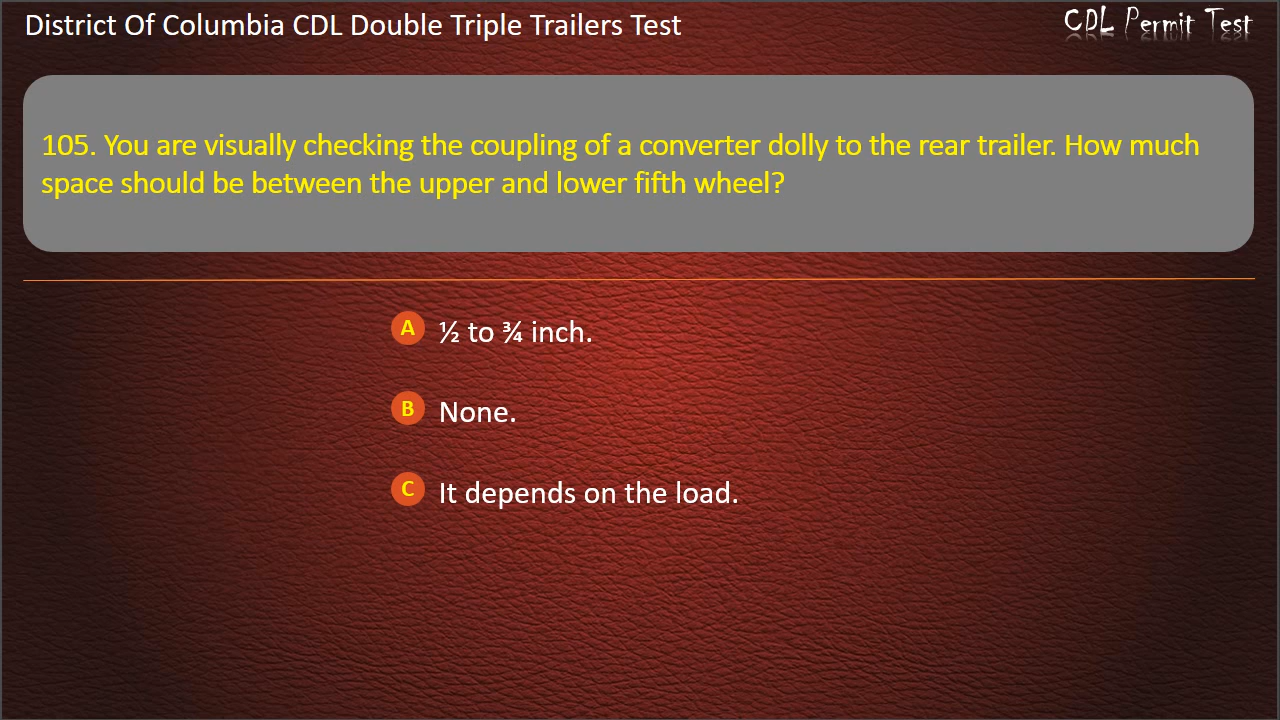 District Of Columbia CDL Double Triple Trailers Test
CDL Permit Test
105. You are visually checking the coupling of a converter dolly to the rear trailer. How much
space should be between the upper and lower fifth wheel?
A ½ to ¾ inch.
B None.
C It depends on the load.